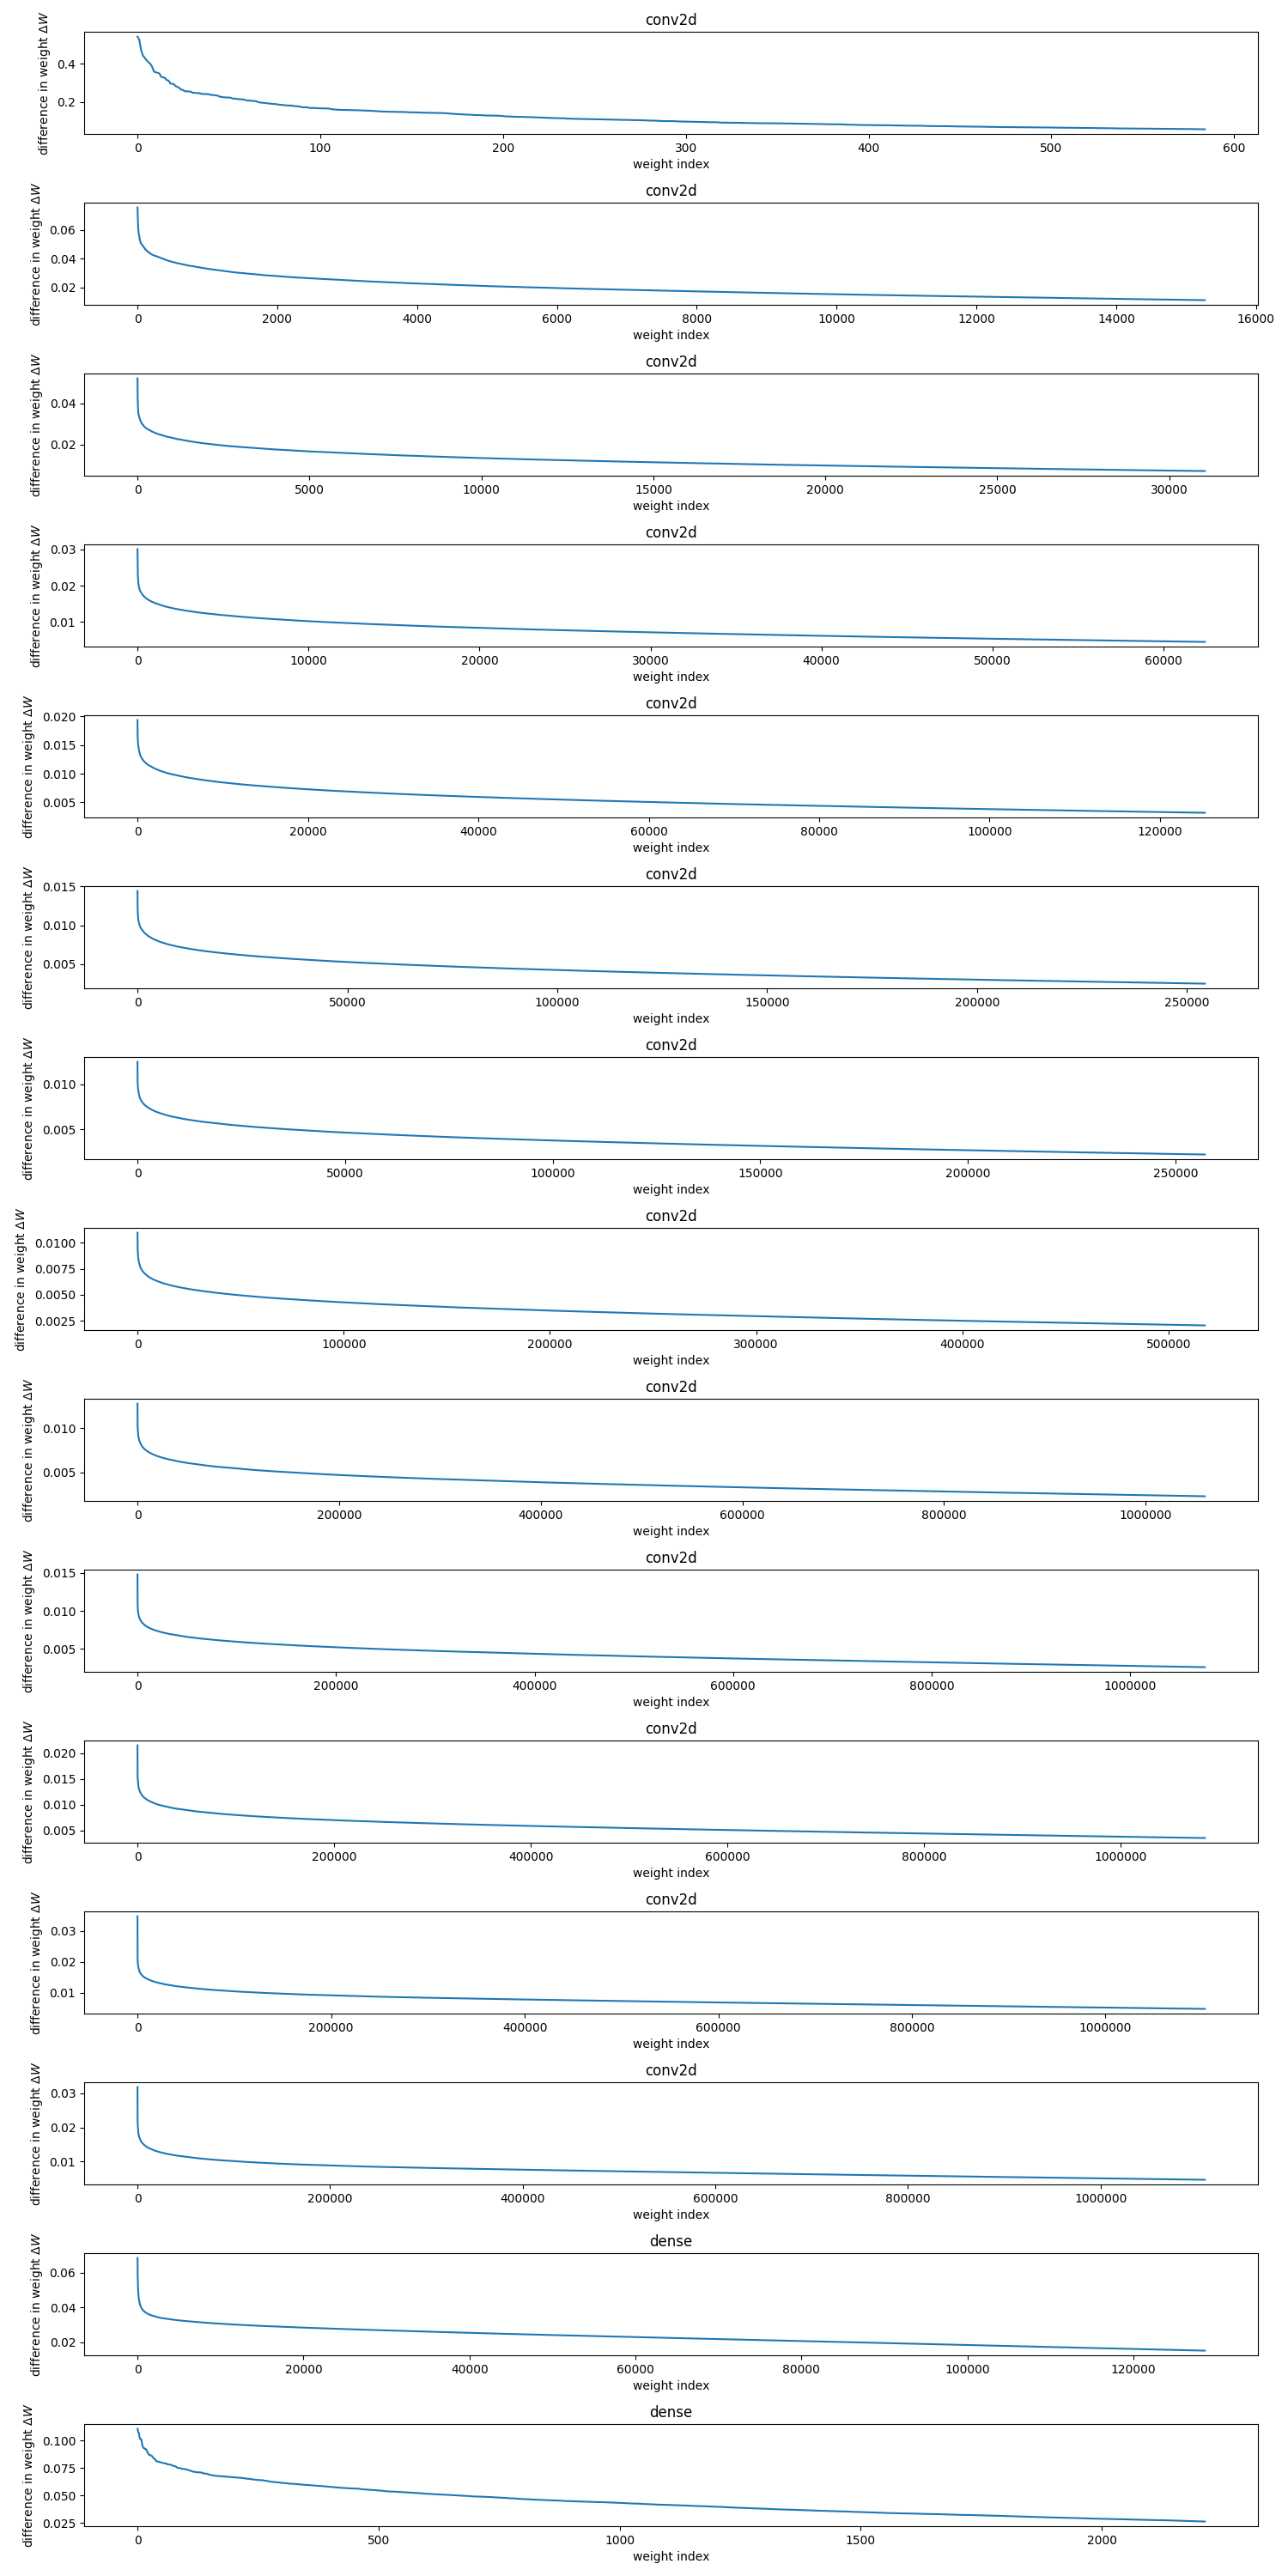 conv2d
difference in weight ΔW
0.4
0.2
0 100 200 300 400 500 600
weight index
conv2d
difference in weight ΔW
0.06
0.04
0.02
0 2000 4000 6000 8000 10000 12000 14000 16000
weight index
conv2d
difference in weight ΔW
0.04
0.02
0 5000 10000 15000 20000 25000 30000
weight index
conv2d
difference in weight ΔW
0.03
0.02
0.01
0 10000 20000 30000 40000 50000 60000
weight index
conv2d
difference in weight ΔW
0.020
0.015
0.010
0.005
0 20000 40000 60000 80000 100000 120000
weight index
conv2d
difference in weight ΔW
0.015
0.010
0.005
0 50000 100000 150000 200000 250000
weight index
conv2d
difference in weight ΔW
0.010
0.005
0 50000 100000 150000 200000 250000
weight index
conv2d
difference in weight ΔW
0.0100
0.0075
0.0050
0.0025
0 100000 200000 300000 400000 500000
weight index
conv2d
difference in weight ΔW
0.010
0.005
0 200000 400000 600000 800000 1000000
weight index
conv2d
difference in weight ΔW
0.015
0.010
0.005
0 200000 400000 600000 800000 1000000
weight index
conv2d
difference in weight ΔW
0.020
0.015
0.010
0.005
0 200000 400000 600000 800000 1000000
weight index
conv2d
difference in weight ΔW
0.03
0.02
0.01
0 200000 400000 600000 800000 1000000
weight index
conv2d
difference in weight ΔW
0.03
0.02
0.01
0 200000 400000 600000 800000 1000000
weight index
dense
difference in weight ΔW
0.06
0.04
0.02
0 20000 40000 60000 80000 100000 120000
weight index
dense
difference in weight ΔW
0.100
0.075
0.050
0.025
0 500 1000 1500 2000
weight index